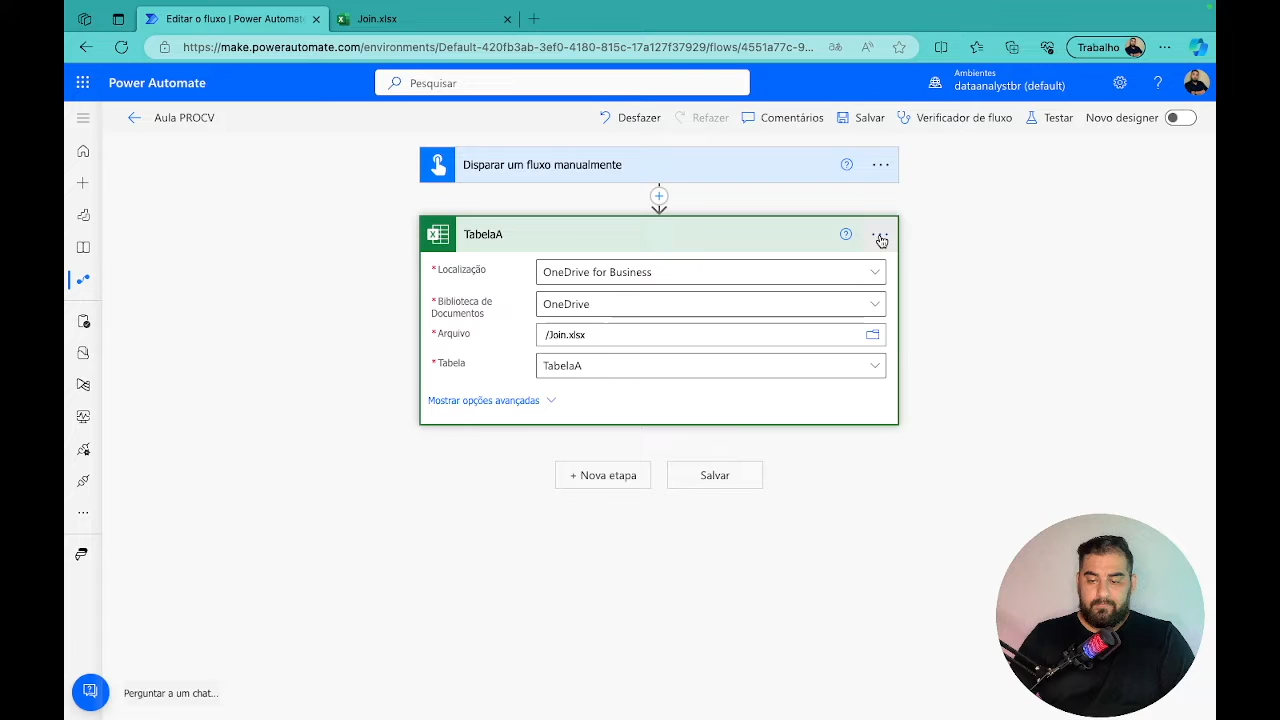 Editar o fluxo | Power Automate
Join.xlsx
https://make.powerautomate.com/environments/Default-420fb3ab-3ef0-4180-815c-17a127f37929/flows/4551a77c-9...
Trabalho
Power Automate
Pesquisar
Ambientes
dataanalystbr (default)
Aula PROCV
Desfazer
Refazer
Comentários
Salvar
Verificador de fluxo
Testar
Novo designer
Disparar um fluxo manualmente
TabelaA
*Localização
OneDrive for Business
*Biblioteca de
Documentos
OneDrive
*Arquivo
/Join.xlsx
*Tabela
TabelaA
Mostrar opções avançadas
+ Nova etapa
Salvar
Perguntar a um chat...